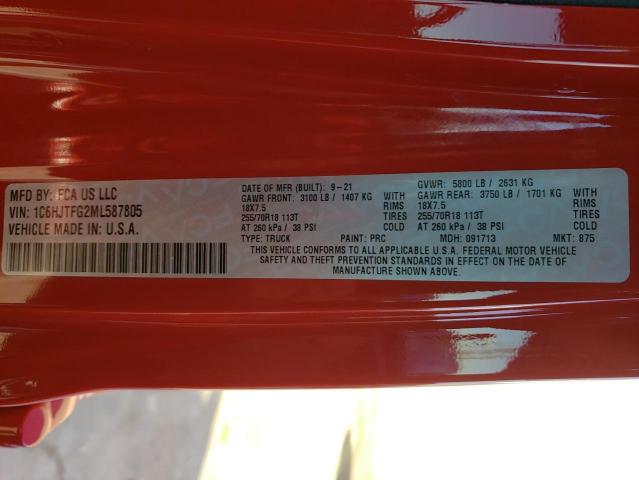 MFD BY: FCA US LLC
VIN: 1C6HJTFG2ML587805
VEHICLE MADE IN U.S.A.
DATE OF MFR (BUILT): 9-21
GVWR: 5800 LB / 2631 KG
GAWR FRONT: 3100 LB / 1407 KG WITH
GAWR REAR: 3750 LB / 1701 KG WITH
18X7.5 RIMS 18X7.5 RIMS
255/70R18 113T TIRES 255/70R18 113T TIRES
AT 260 kPa / 38 PSI COLD AT 260 kPa / 38 PSI COLD
TYPE: TRUCK PAINT: PRC MDH: 091713 MKT: 875
THIS VEHICLE CONFORMS TO ALL APPLICABLE U.S.A. FEDERAL MOTOR VEHICLE
SAFETY AND THEFT PREVENTION STANDARDS IN EFFECT ON THE DATE OF
MANUFACTURE SHOWN ABOVE.